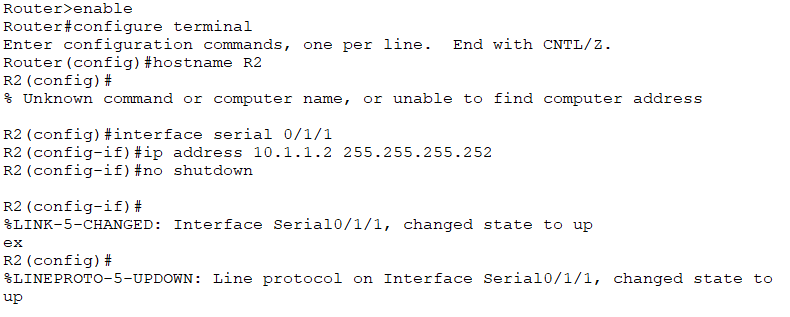 Router>enable
Router#configure terminal
Enter configuration commands, one per line.  End with CNTL/Z.
Router(config)#hostname R2
R2(config)#
% Unknown command or computer name, or unable to find computer address
R2(config)#interface serial 0/1/1
R2(config-if)#ip address 10.1.1.2 255.255.255.252
R2(config-if)#no shutdown
R2(config-if)#
%LINK-5-CHANGED: Interface Serial0/1/1, changed state to up
ex
R2(config)#
%LINEPROTO-5-UPDOWN: Line protocol on Interface Serial0/1/1, changed state to
up